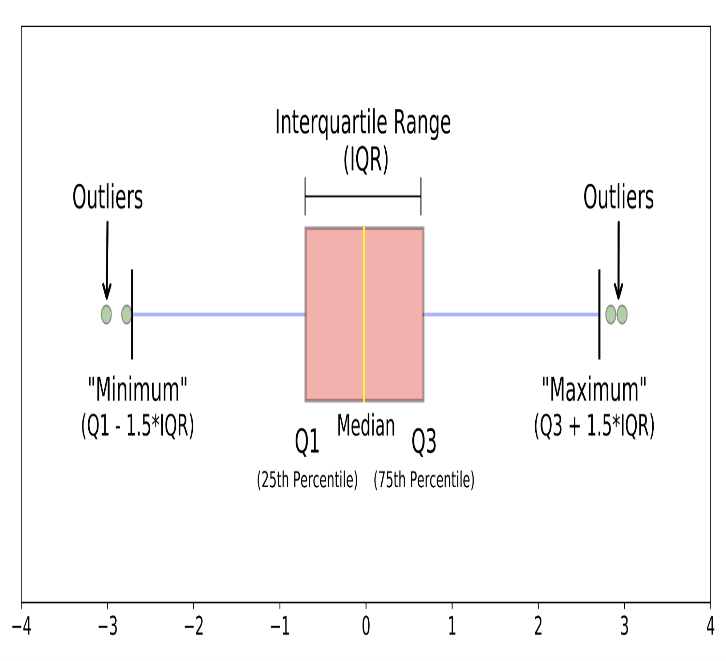 Interquartile Range
(IQR)
Outliers
Outliers
"Minimum"
(Q1 - 1.5*IQR)
"Maximum"
(Q3 + 1.5*IQR)
Q1
Median
Q3
(25th Percentile)
(75th Percentile)
−4 −3 −2 −1 0 1 2 3 4